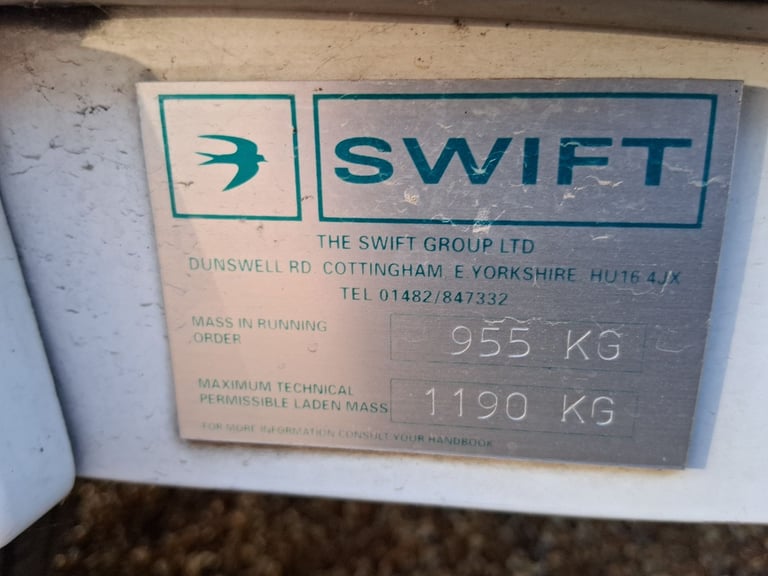 SWIFT
THE SWIFT GROUP LTD
DUNSWELL RD. COTTINGHAM, E. YORKSHIRE. HU16 4JX
TEL 01482/847332
MASS IN RUNNING
ORDER
955 KG
MAXIMUM TECHNICAL
PERMISSIBLE LADEN MASS
1190 KG
FOR MORE INFORMATION CONSULT YOUR HANDBOOK